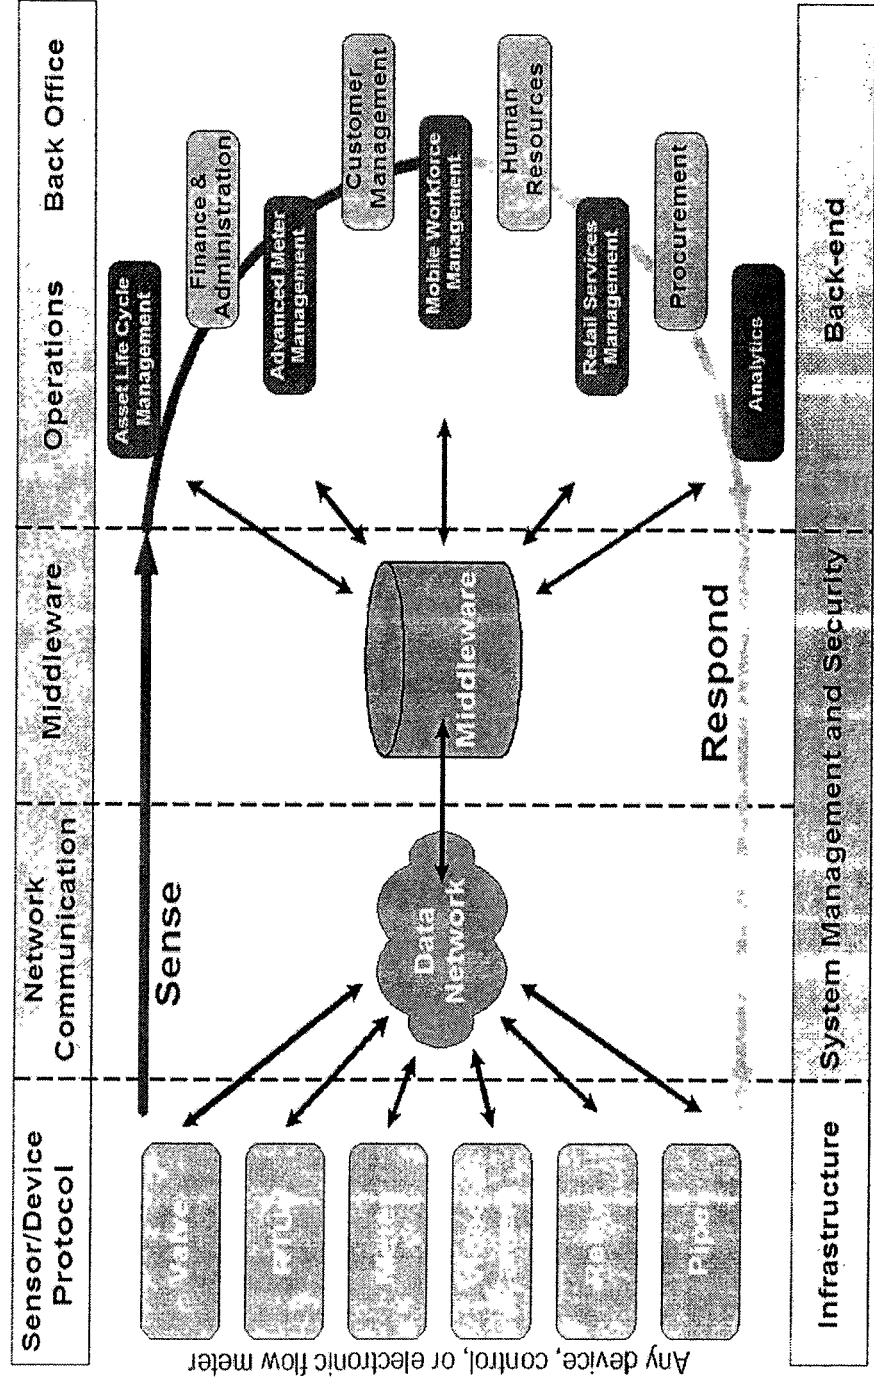 Sensor/Device
Protocol
Network
Communication
Middleware
Operations
Back Office
Sense
Any device, control, or electronic flow meter
Valve
RTU
Pipe
Data
Network
Middleware
Asset Life Cycle
Management
Finance &
Administration
Advanced Meter
Management
Customer
Management
Mobile Workforce
Management
Human
Resources
Retail Services
Management
Procurement
Analytics
Respond
Infrastructure
System Management and Security
Back-end